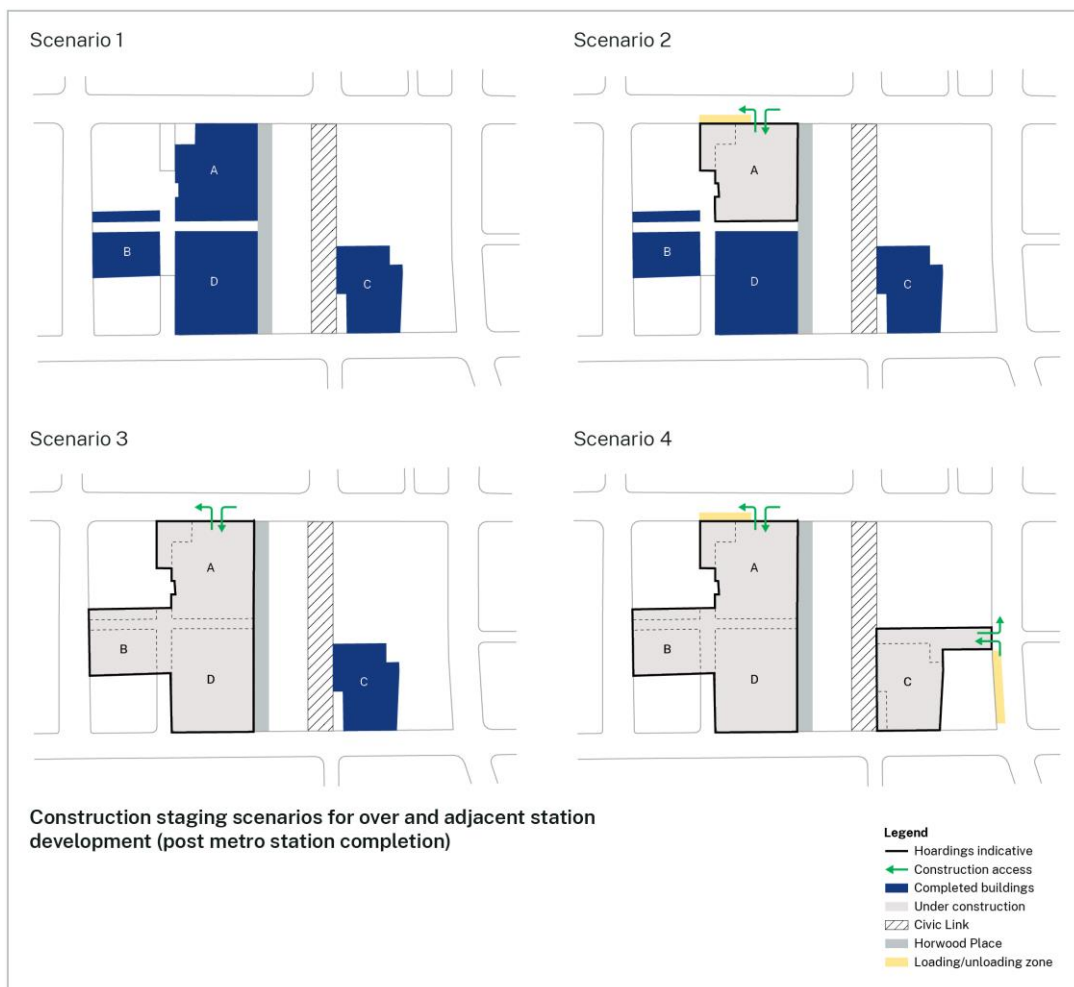 Scenario 1
A
B
D
C
Scenario 2
A
B
D
C
Scenario 3
A
B
D
C
Scenario 4
A
B
D
C
Construction staging scenarios for over and adjacent station
development (post metro station completion)
Legend
Hoardings indicative
Construction access
Completed buildings
Under construction
Civic Link
Horwood Place
Loading/unloading zone